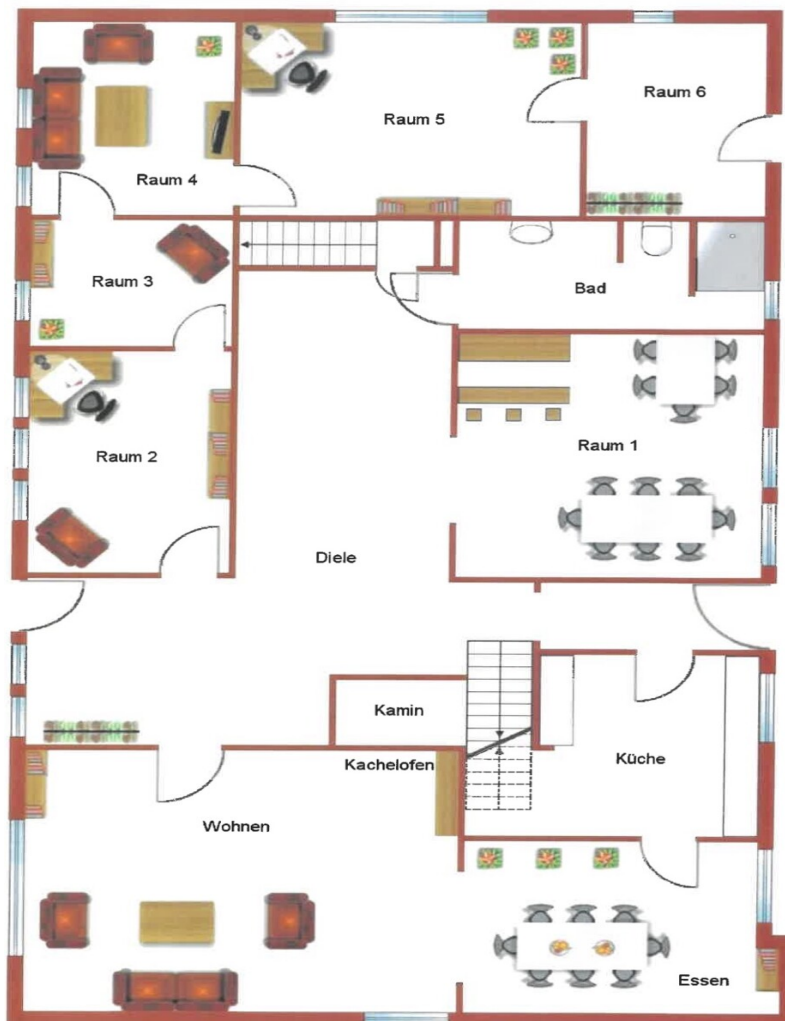 Raum 6
Raum 5
Raum 4
Raum 3
Bad
Raum 1
Raum 2
Diele
Kamin
Kachelofen
Küche
Wohnen
Essen